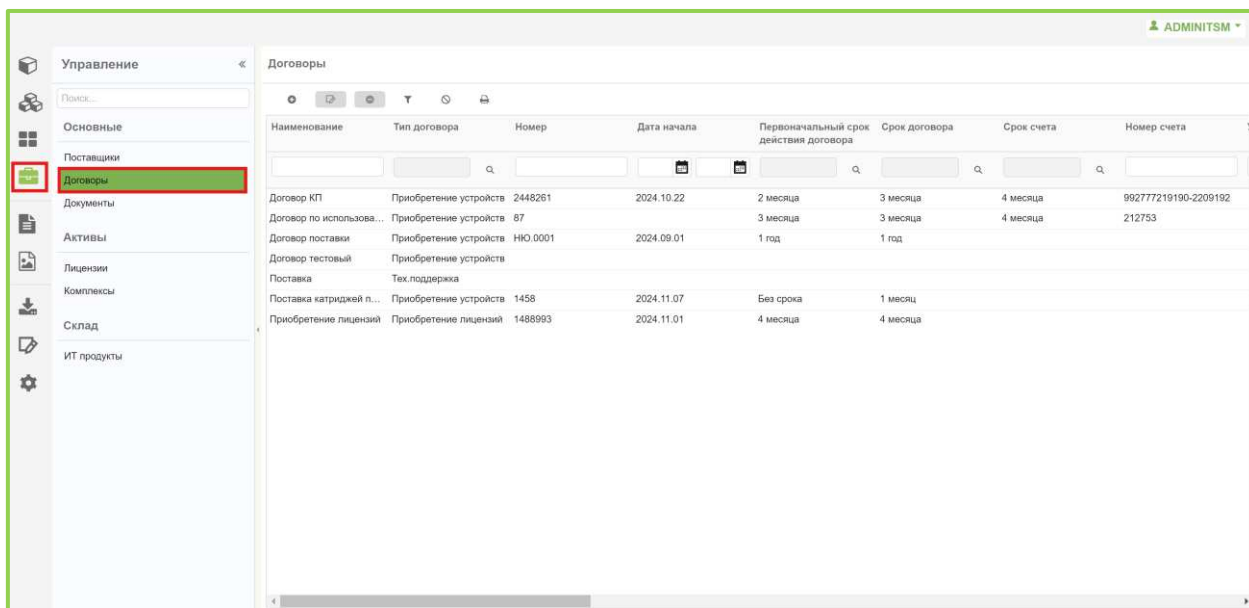 ADMINITSM
Управление «
Поиск...
Основные
Поставщики
Договоры
Документы
Активы
Лицензии
Комплексы
Склад
ИТ продукты
Договоры
Наименование Тип договора Номер Дата начала Первоначальный срок действия договора Срок договора Срок счета Номер счета
Договор КП Приобретение устройств 2448261 2024.10.22 2 месяца 3 месяца 4 месяца 992777219190-2209192
Договор по использова... Приобретение устройств 87 3 месяца 3 месяца 4 месяца 212753
Договор поставки Приобретение устройств НЮ.0001 2024.09.01 1 год 1 год
Договор тестовый Приобретение устройств
Поставка Тех.поддержка
Поставка катриджей п... Приобретение устройств 1458 2024.11.07 Без срока 1 месяц
Приобретение лицензий Приобретение лицензий 1488993 2024.11.01 4 месяца 4 месяца